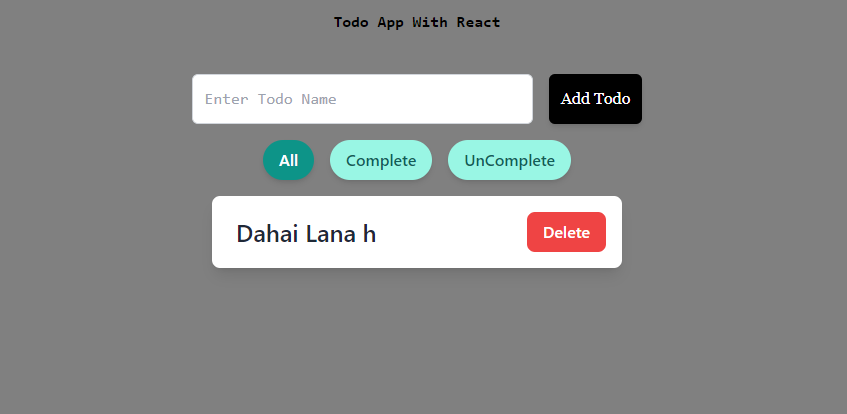 Todo App With React
Enter Todo Name
Add Todo
All
Complete
UnComplete
Dahai Lana h
Delete